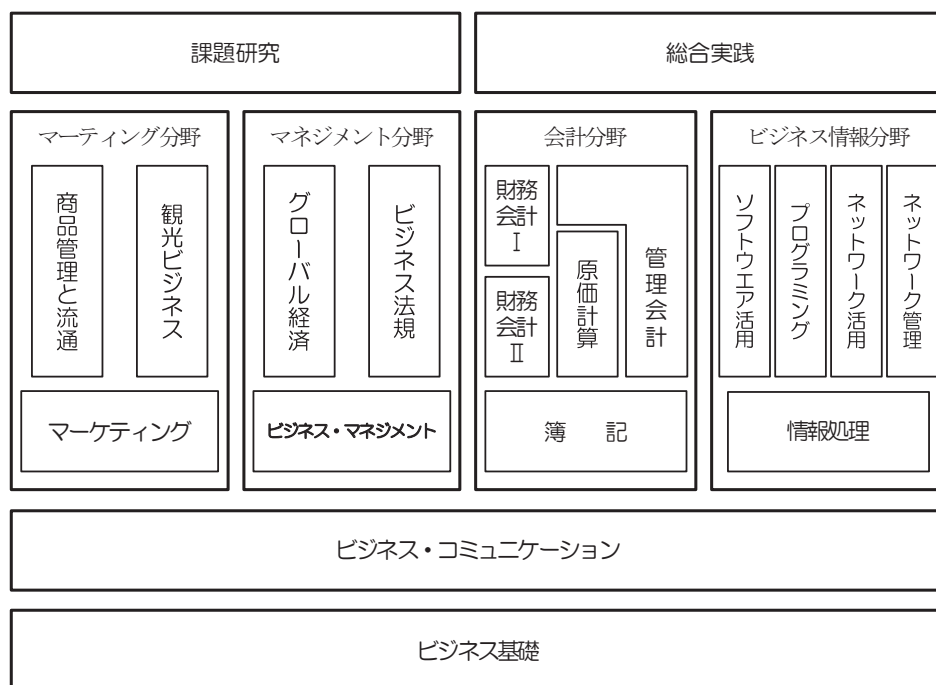 課題研究
総合実践
マーティング分野
商品管理と流通
観光ビジネス
マーケティング
マネジメント分野
グローバル経済
ビジネス法規
ビジネス・マネジメント
会計分野
財務
会計
Ⅰ
財務
会計
Ⅱ
原価計算
管理会計
簿　記
ビジネス情報分野
ソフトウエア活用
プログラミング
ネットワーク活用
ネットワーク管理
情報処理
ビジネス・コミュニケーション
ビジネス基礎